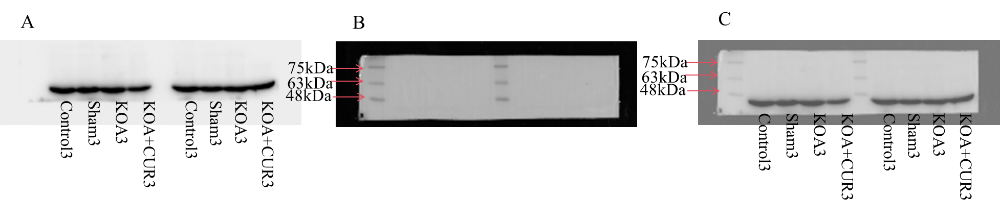 A
Control3
Sham3
KOA3
KOA+CUR3
Control3
Sham3
KOA3
KOA+CUR3
B
75kDa
63kDa
48kDa
C
75kDa
63kDa
48kDa
Control3
Sham3
KOA3
KOA+CUR3
Control3
Sham3
KOA3
KOA+CUR3